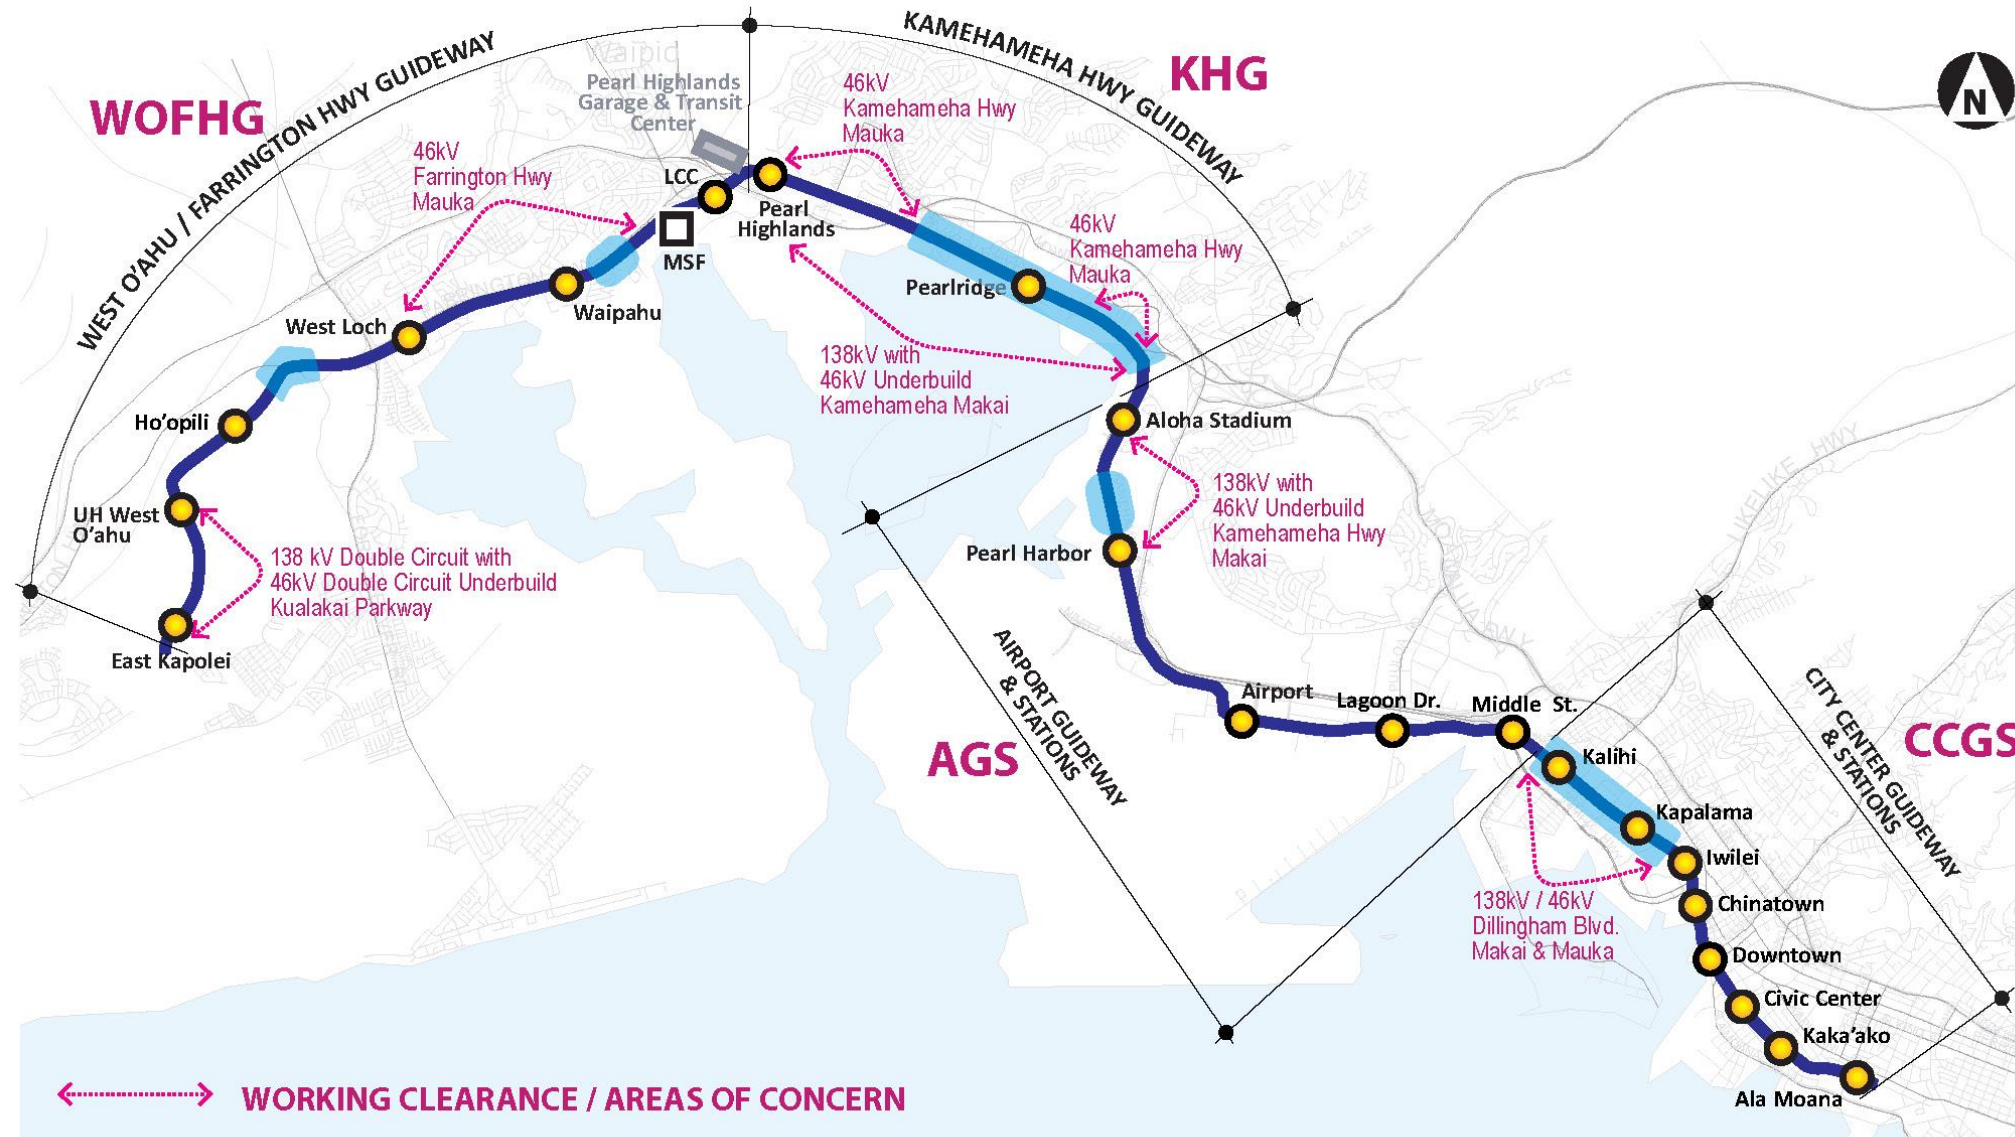 WOFHG
WEST O'AHU / FARRINGTON HWY GUIDEWAY
KAMEHAMEHA HWY GUIDEWAY
KHG
N
Waipio
Pearl Highlands
Garage & Transit
Center
46kV
Farrington Hwy
Mauka
46kV
Kamehameha Hwy
Mauka
LCC
MSF
Pearl
Highlands
46kV
Kamehameha Hwy
Mauka
Pearlridge
Waipahu
West Loch
138kV with
46kV Underbuild
Kamehameha Makai
Ho'opili
Aloha Stadium
UH West
O'ahu
138 kV Double Circuit with
46kV Double Circuit Underbuild
Kualakai Parkway
East Kapolei
138kV with
46kV Underbuild
Kamehameha Hwy
Makai
Pearl Harbor
AIRPORT GUIDEWAY
& STATIONS
AGS
Airport
Lagoon Dr.
Middle St.
LIKELIKE HWY
CITY CENTER GUIDEWAY
& STATIONS
CCGS
Kalihi
Kapalama
Iwilei
138kV / 46kV
Dillingham Blvd.
Makai & Mauka
Chinatown
Downtown
Civic Center
Kaka'ako
Ala Moana
WORKING CLEARANCE / AREAS OF CONCERN